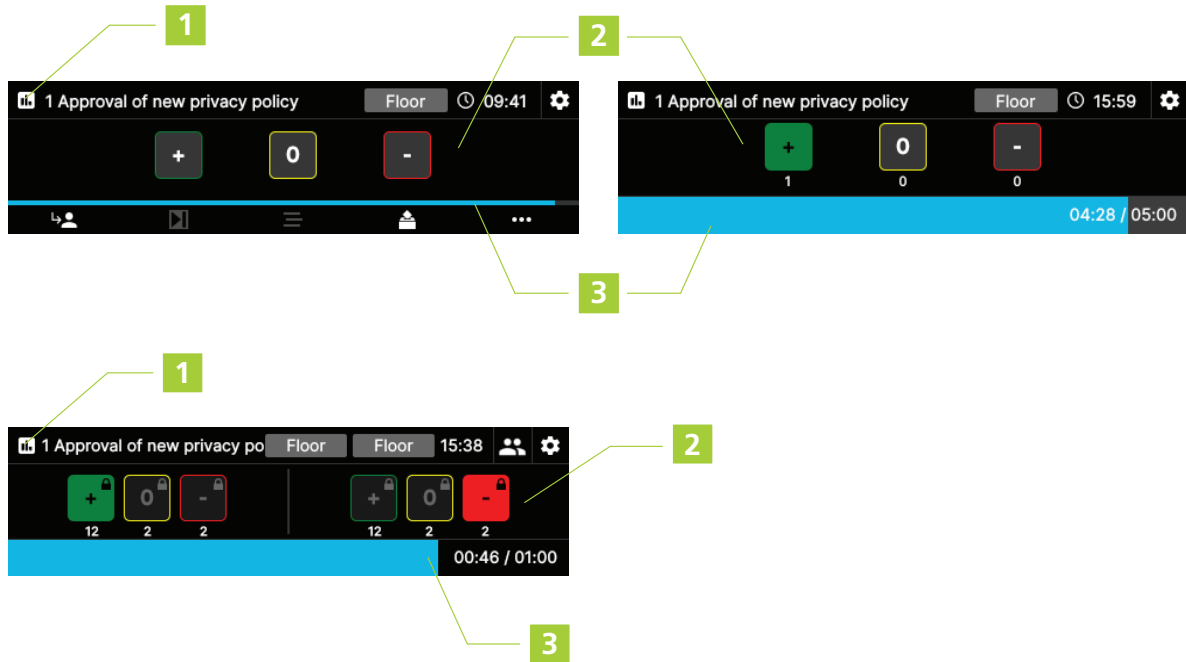 1
2
1 Approval of new privacy policy Floor 09:41
+ 0 -
1 Approval of new privacy policy Floor 15:59
+ 0 -
1 0 0
04:28 / 05:00
3
1
1 Approval of new privacy po Floor Floor 15:38
2
+ 0 - + 0 -
12 2 2 12 2 2
00:46 / 01:00
3